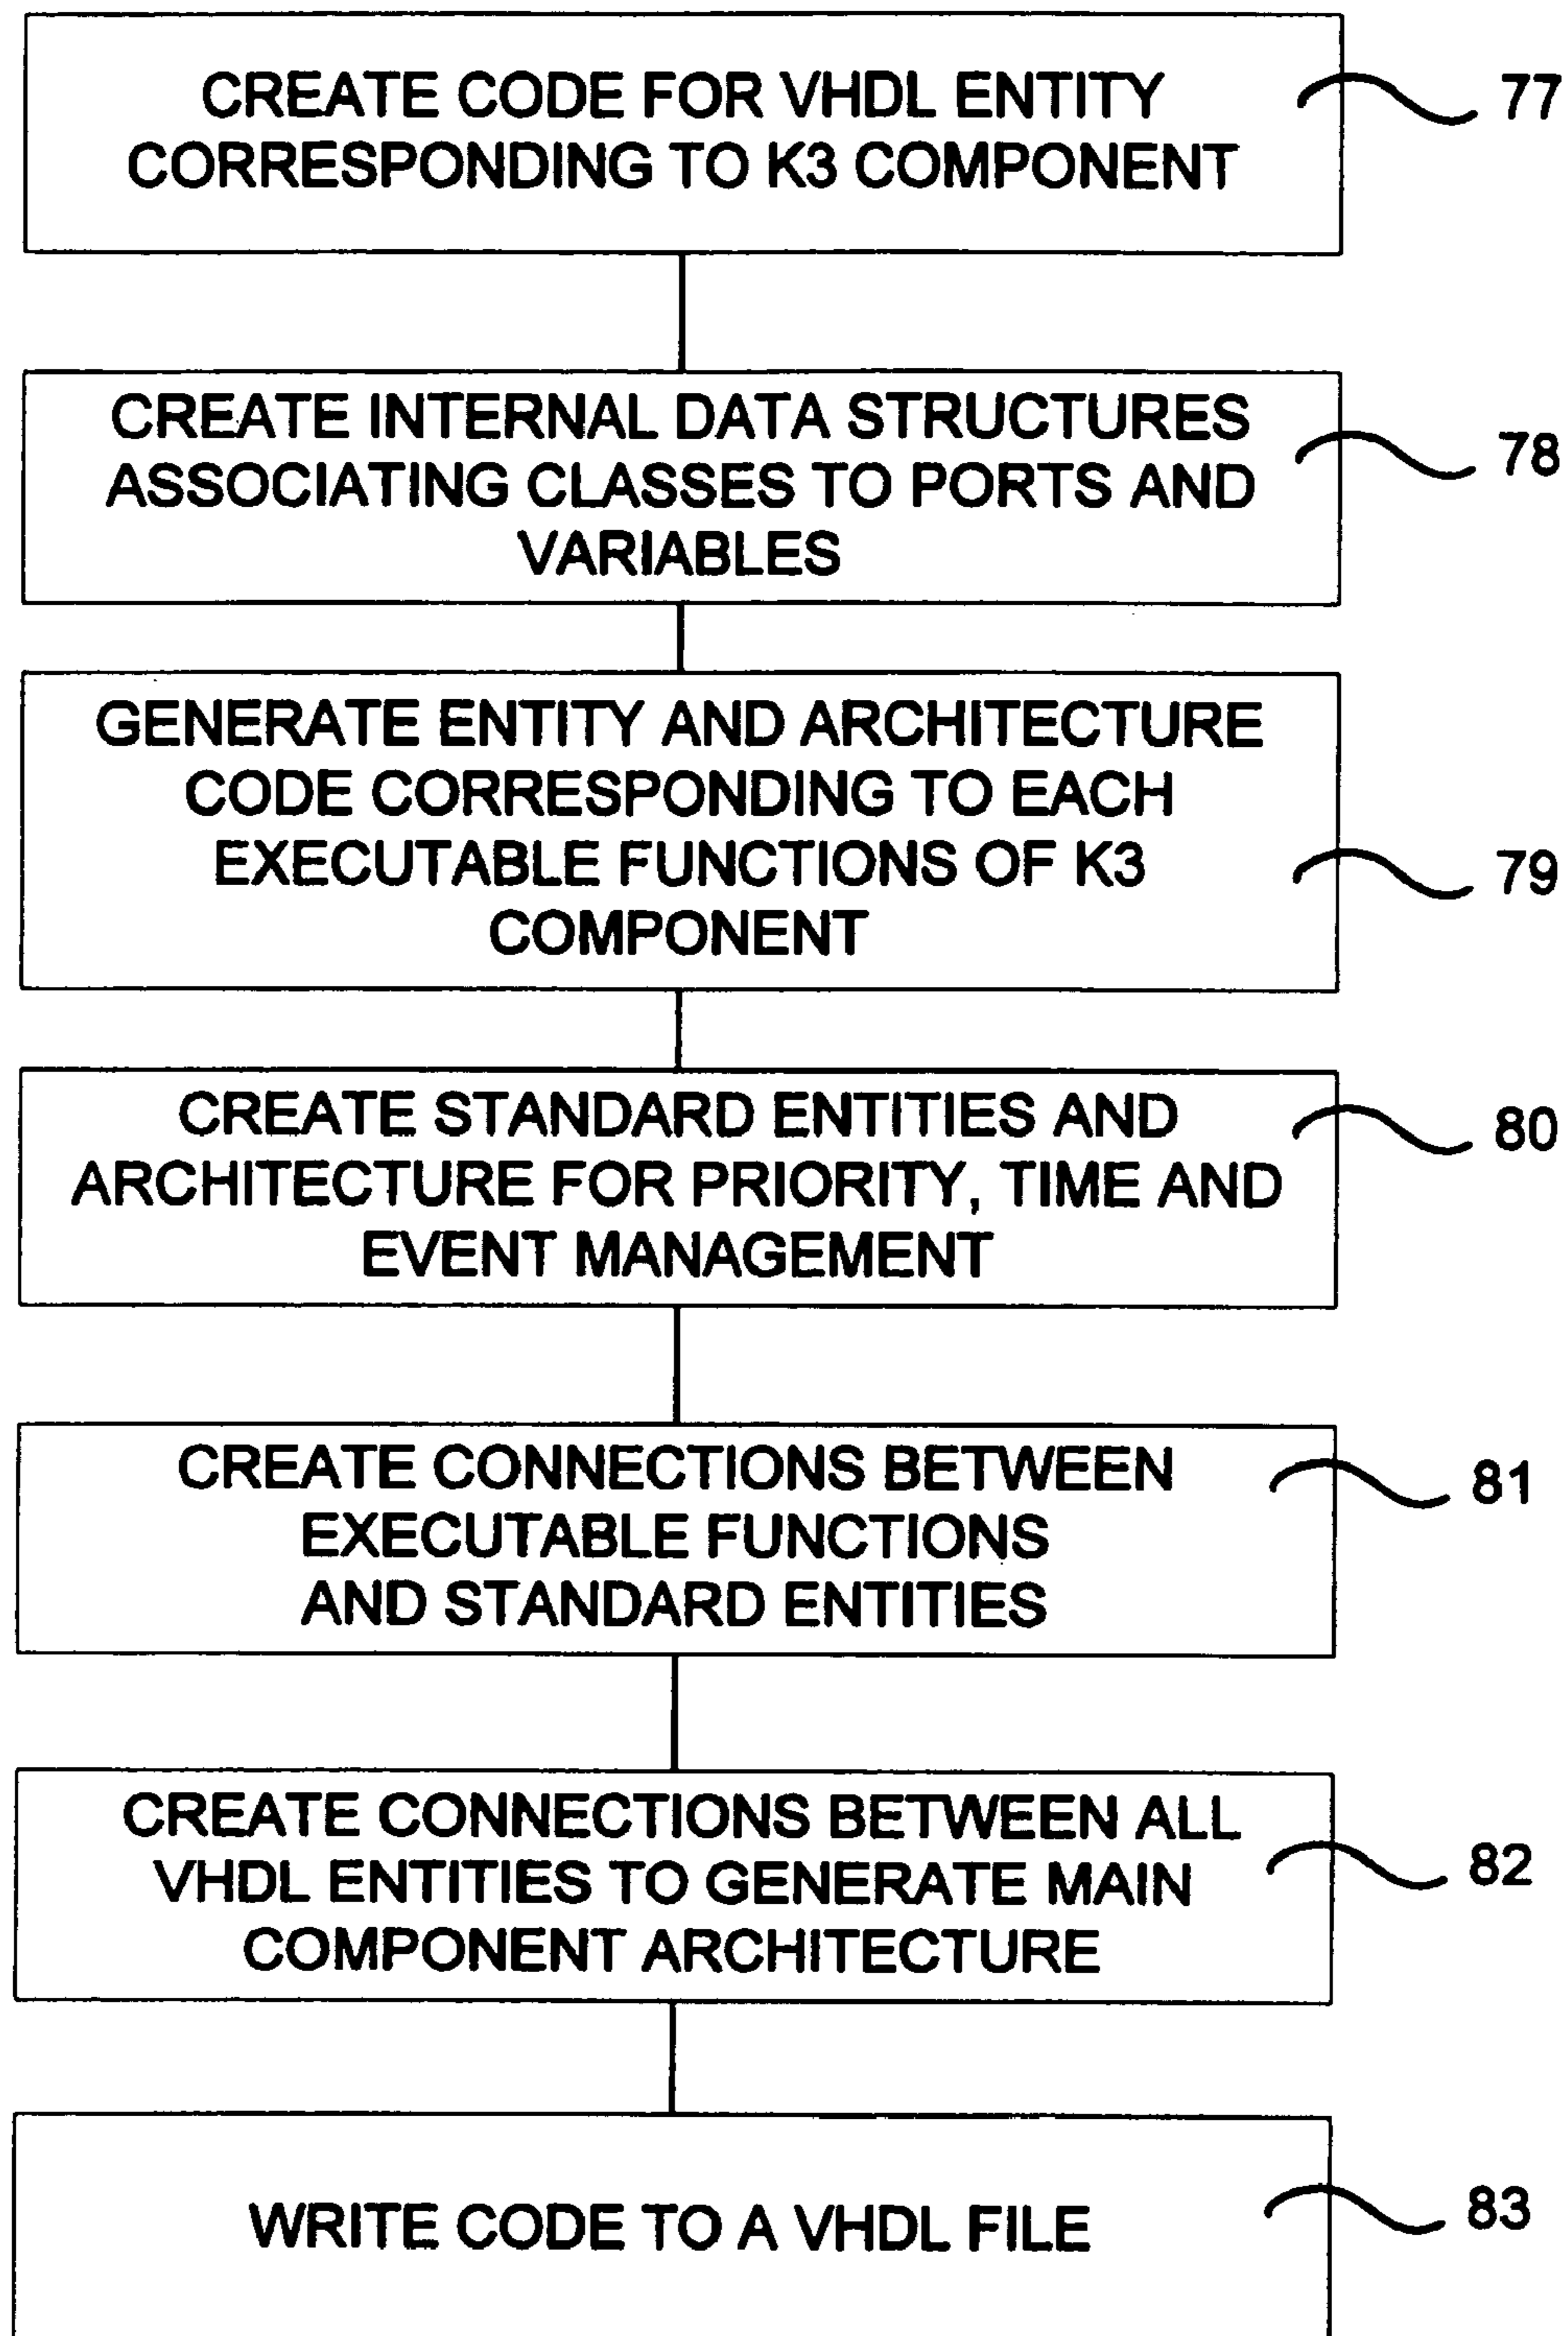 CREATE CODE FOR VHDL ENTITY
CORRESPONDING TO K3 COMPONENT
77
CREATE INTERNAL DATA STRUCTURES
ASSOCIATING CLASSES TO PORTS AND
VARIABLES
78
GENERATE ENTITY AND ARCHITECTURE
CODE CORRESPONDING TO EACH
EXECUTABLE FUNCTIONS OF K3
COMPONENT
79
CREATE STANDARD ENTITIES AND
ARCHITECTURE FOR PRIORITY, TIME AND
EVENT MANAGEMENT
80
CREATE CONNECTIONS BETWEEN
EXECUTABLE FUNCTIONS
AND STANDARD ENTITIES
81
CREATE CONNECTIONS BETWEEN ALL
VHDL ENTITIES TO GENERATE MAIN
COMPONENT ARCHITECTURE
82
WRITE CODE TO A VHDL FILE
83